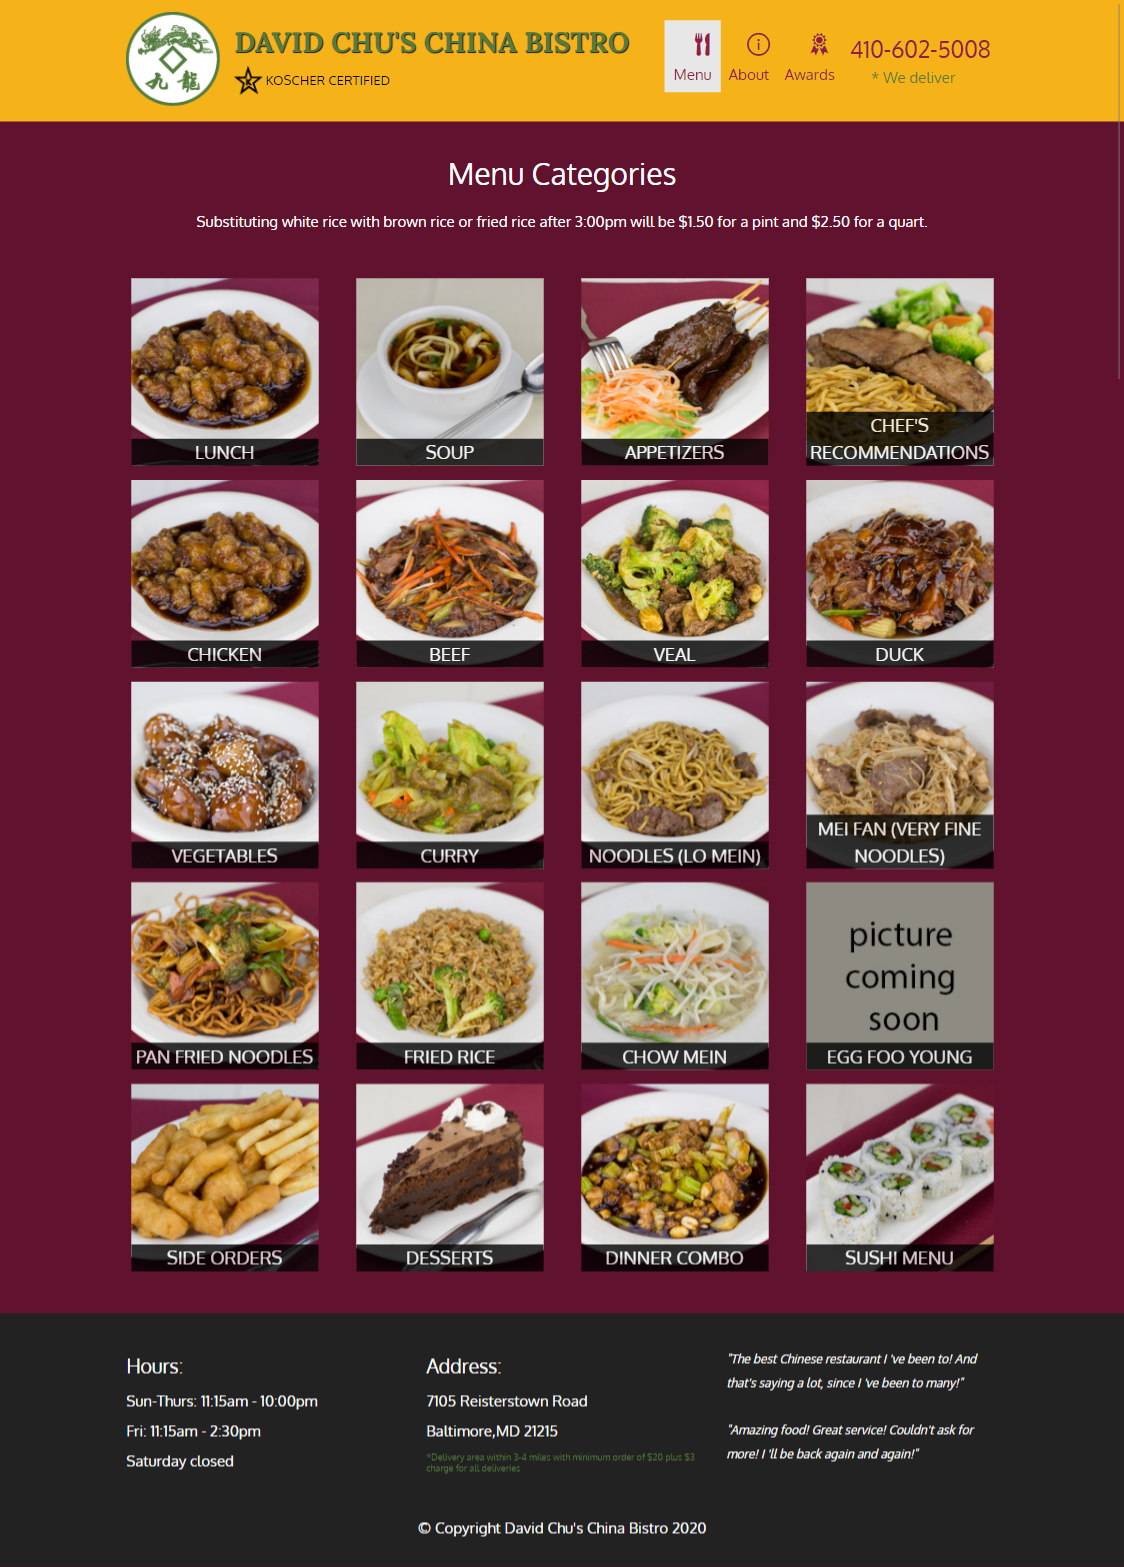 九 龍
DAVID CHU'S CHINA BISTRO
K
KOSCHER CERTIFIED
Menu
About
Awards
410-602-5008
* We deliver
Menu Categories
Substituting white rice with brown rice or fried rice after 3:00pm will be $1.50 for a pint and $2.50 for a quart.
LUNCH
SOUP
APPETIZERS
CHEF'S
RECOMMENDATIONS
CHICKEN
BEEF
VEAL
DUCK
VEGETABLES
CURRY
NOODLES (LO MEIN)
MEI FAN (VERY FINE
NOODLES)
PAN FRIED NOODLES
FRIED RICE
CHOW MEIN
picture
coming
soon
EGG FOO YOUNG
SIDE ORDERS
DESSERTS
DINNER COMBO
SUSHI MENU
Hours:
Sun-Thurs: 11:15am - 10:00pm
Fri: 11:15am - 2:30pm
Saturday closed
Address:
7105 Reisterstown Road
Baltimore,MD 21215
*Delivery area within 3-4 miles with minimum order of $20 plus $3
charge for all deliveries
"The best Chinese restaurant I 've been to! And
that's saying a lot, since I 've been to many!"
"Amazing food! Great service! Couldn't ask for
more! I 'll be back again and again!"
© Copyright David Chu's China Bistro 2020